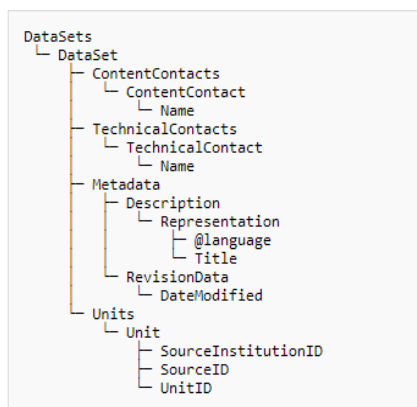 DataSets
DataSet
ContentContacts
ContentContact
Name
TechnicalContacts
TechnicalContact
Name
Metadata
Description
Representation
@language
Title
RevisionData
DateModified
Units
Unit
SourceInstitutionID
SourceID
UnitID